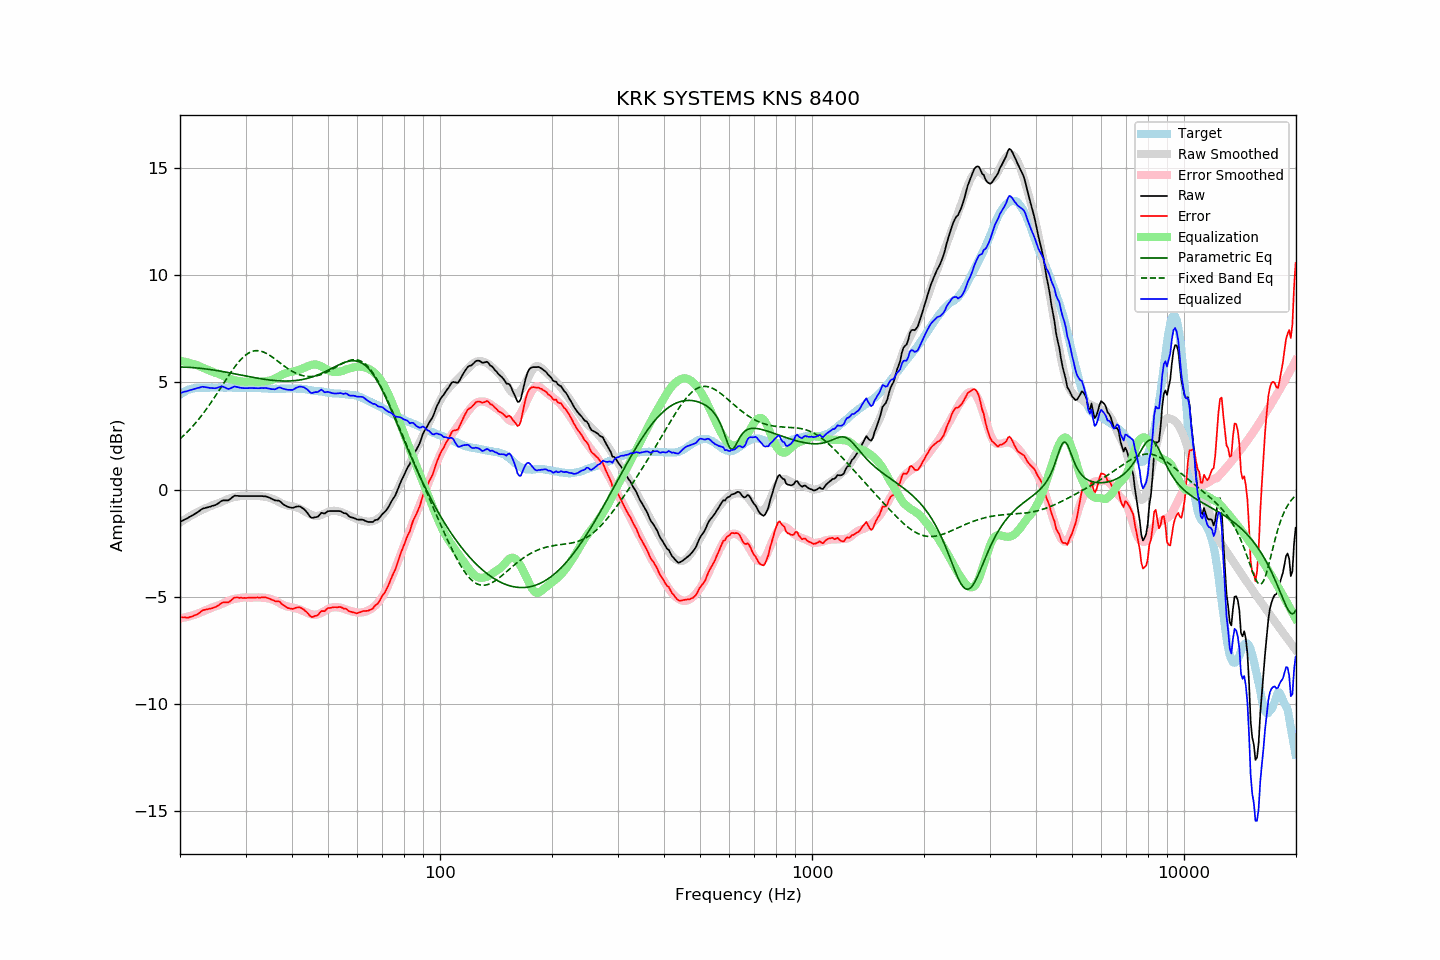 KRK SYSTEMS KNS 8400
Target
Raw Smoothed
Error Smoothed
Raw
Error
Equalization
Parametric Eq
Fixed Band Eq
Equalized
15
10
5
0
−5
−10
−15
Amplitude (dBr)
100
1000
10000
Frequency (Hz)